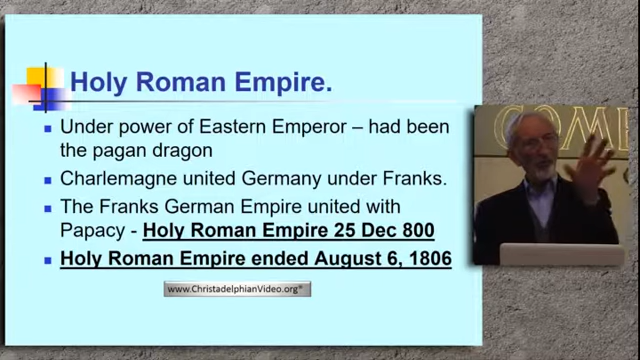 Holy Roman Empire.
Under power of Eastern Emperor – had been
the pagan dragon
Charlemagne united Germany under Franks.
The Franks German Empire united with
Papacy - Holy Roman Empire 25 Dec 800
Holy Roman Empire ended August 6, 1806
www.ChristadelphianVideo.org®
COME